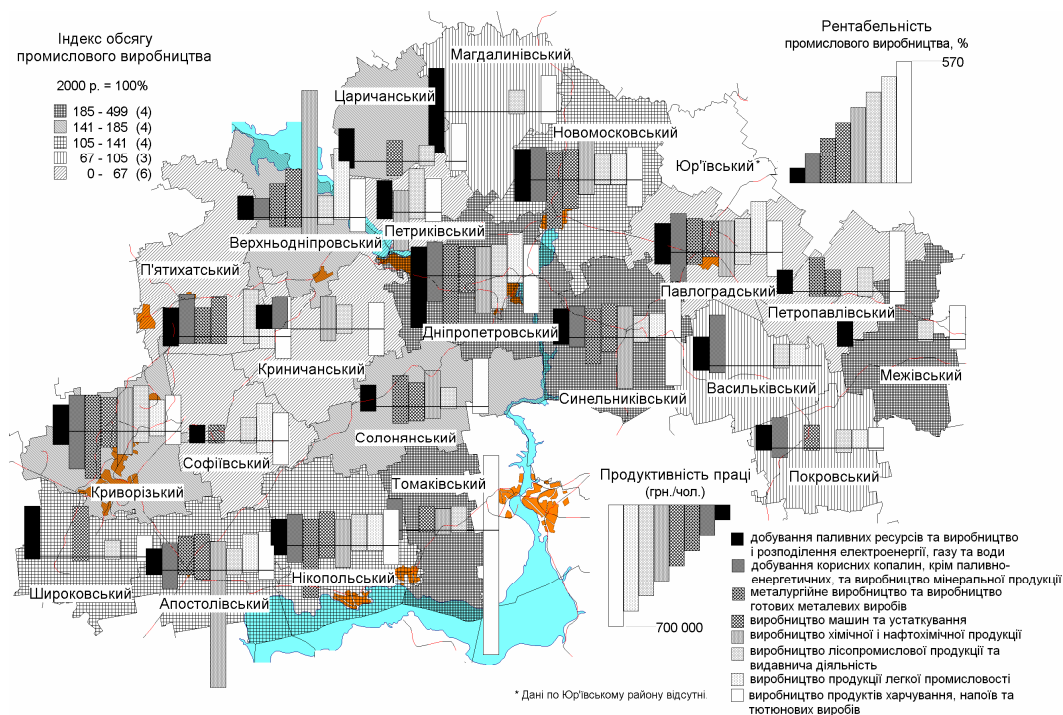 Індекс обсягу
промислового виробництва
2000 р. = 100%
185 - 499 (4)
141 - 185 (4)
105 - 141 (4)
67 - 105 (3)
0 - 67 (6)
Рентабельність
промислового виробництва, %
570
Магдалинівський
Царичанський
Новомосковський
Юр'ївський *
Петриківський
Верхньодніпровський
П'ятихатський
Павлоградський
Петропавлівський
Дніпропетровський
Криничанський
Межівський
Васильківський
Синельниківський
Солонянський
Софіївський
Криворізький
Томаківський
Покровський
Нікопольський
Широковський
Апостолівський
Продуктивність праці
(грн./чол.)
700 000
добування паливних ресурсів та виробництво
і розподілення електроенергії, газу та води
добування корисних копалин, крім паливно-
енергетичних, та виробництво мінеральної продукції
металургійне виробництво та виробництво
готових металевих виробів
виробництво машин та устаткування
виробництво хімічної і нафтохімічної продукції
виробництво лісопромислової продукції та
видавнича діяльність
виробництво продукції легкої промисловості
виробництво продуктів харчування, напоїв та
тютюнових виробів
* Дані по Юр'ївському району відсутні.